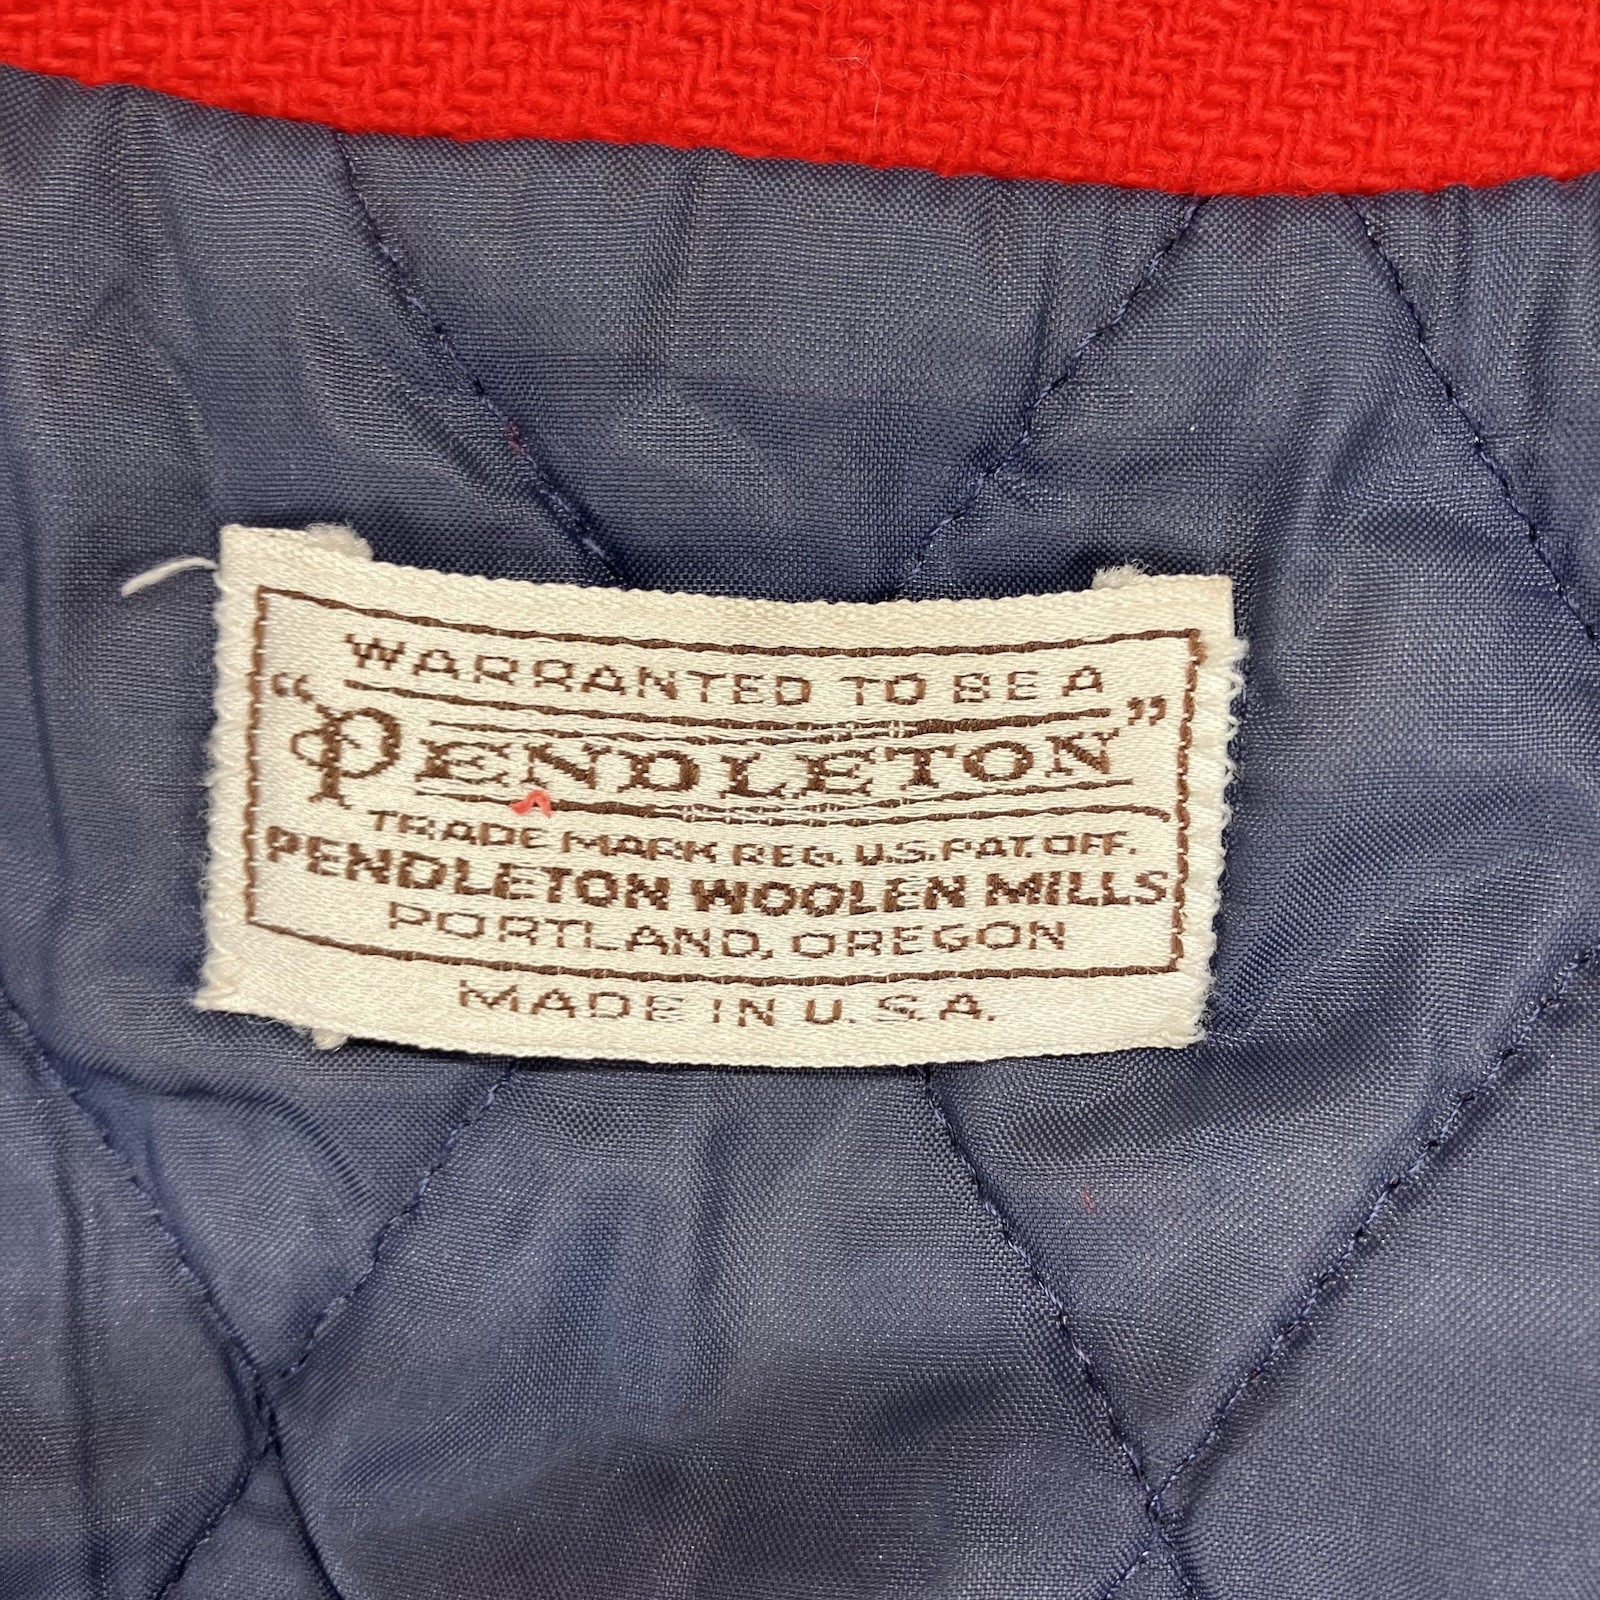 WARRANTED TO BE A
"PENDLETON"
TRADE MARK REG. U.S. PAT. OFF.
PENDLETON WOOLEN MILLS
PORTLAND, OREGON
MADE IN U.S.A.